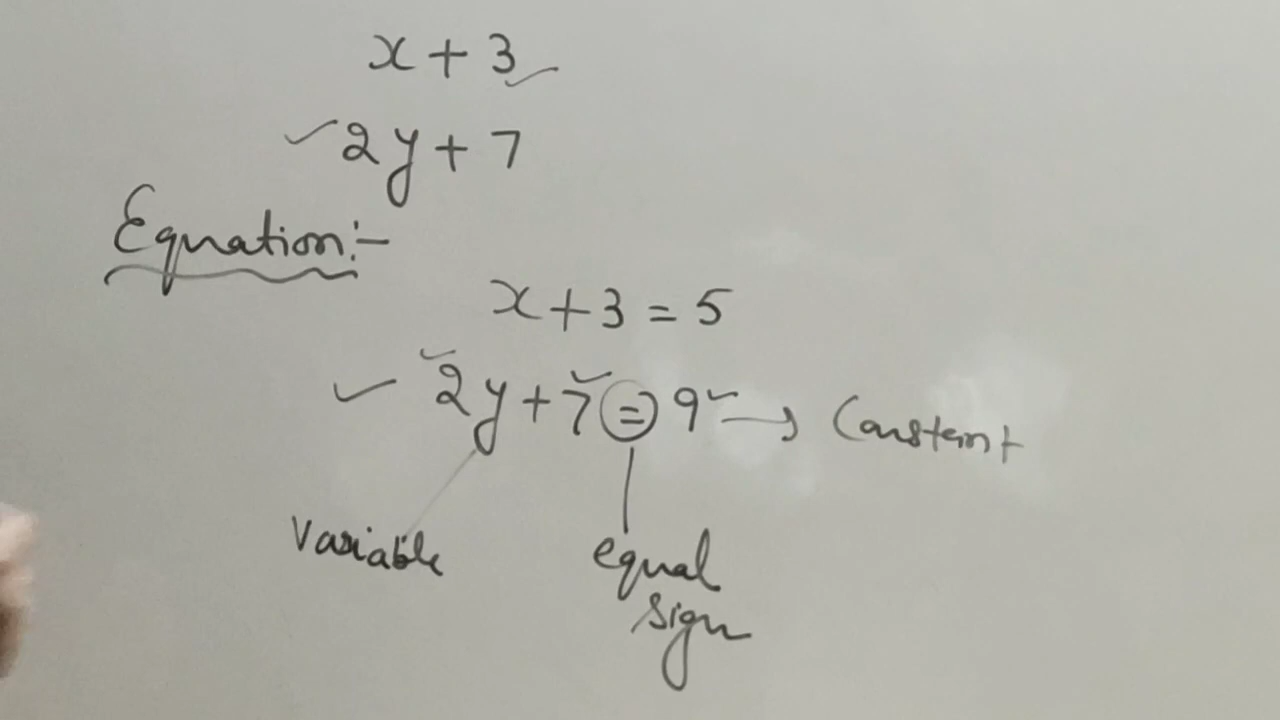 x + 3
2y + 7
Equation:-
x + 3 = 5
2y + 7 = 9 → Constant
Variable
equal
sign